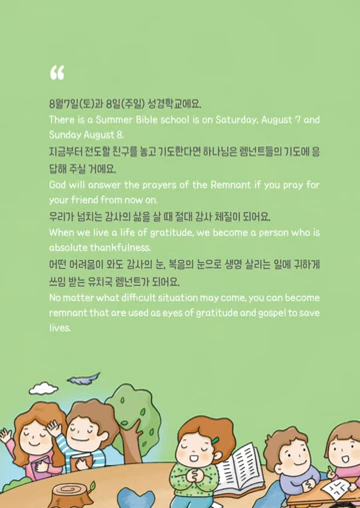 “
8월7일(토)과 8일(주일) 성경학교에요.
There is a Summer Bible school is on Saturday, August 7 and
Sunday August 8.
지금부터 전도할 친구를 놓고 기도한다면 하나님은 렘넌트들의 기도에 응
답해 주실 거에요.
God will answer the prayers of the Remnant if you pray for
your friend from now on.
우리가 넘치는 감사의 삶을 살 때 절대 감사 체질이 되어요.
When we live a life of gratitude, we become a person who is
absolute thankfulness.
어떤 어려움이 와도 감사의 눈, 복음의 눈으로 생명 살리는 일에 귀하게
쓰임 받는 유치국 렘넌트가 되어요.
No matter what difficult situation may come, you can become
remnant that are used as eyes of gratitude and gospel to save
lives.